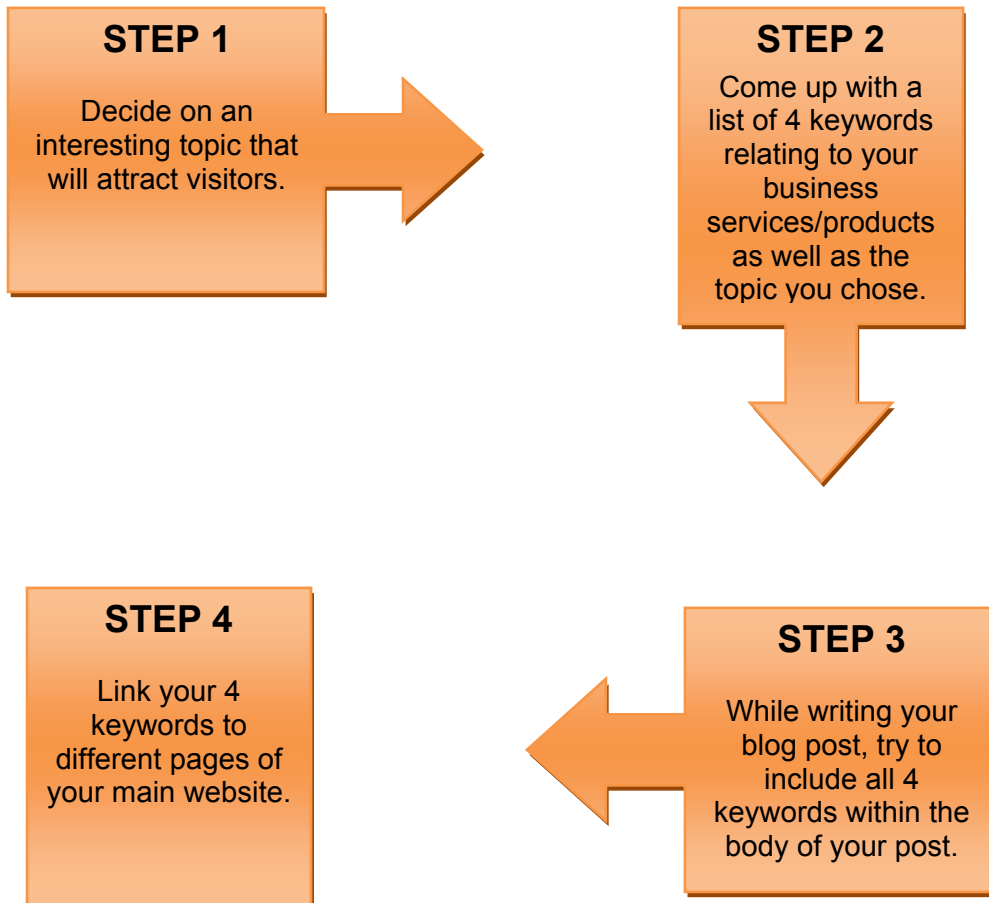 STEP 1
Decide on an
interesting topic that
will attract visitors.
STEP 2
Come up with a
list of 4 keywords
relating to your
business
services/products
as well as the
topic you chose.
STEP 3
While writing your
blog post, try to
include all 4
keywords within the
body of your post.
STEP 4
Link your 4
keywords to
different pages of
your main website.